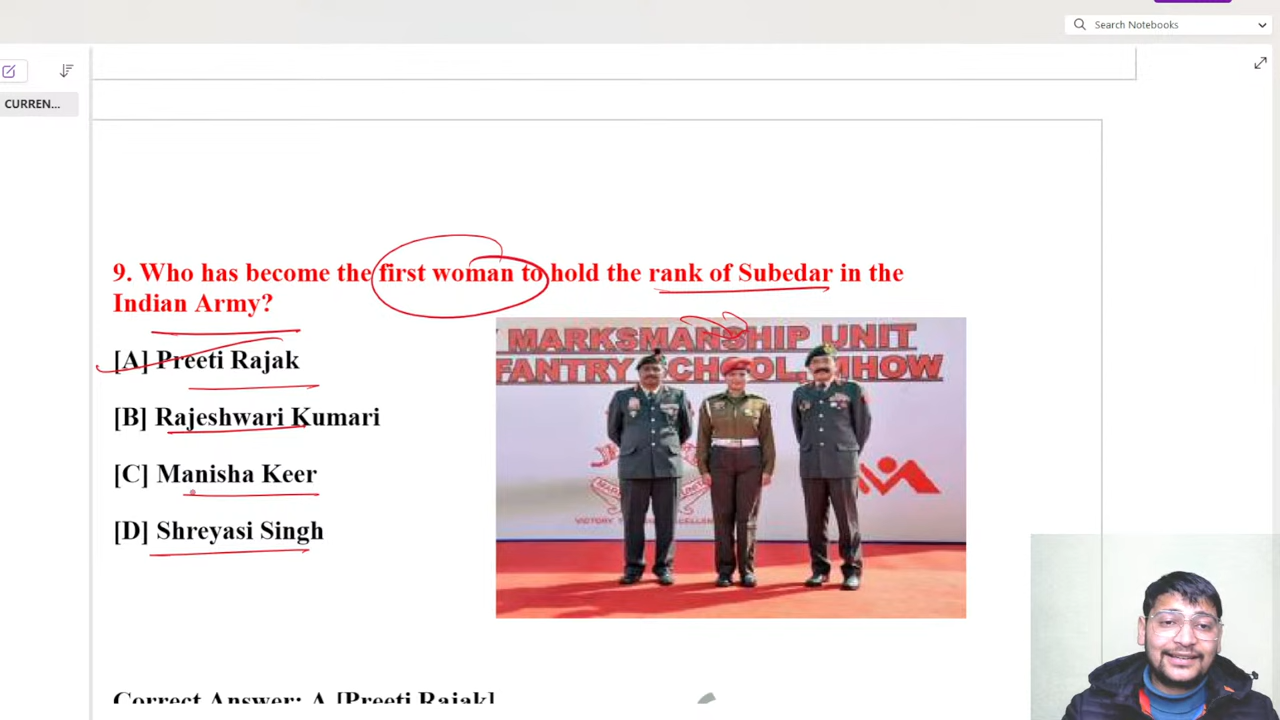 Search Notebooks
CURREN...
9. Who has become the first woman to hold the rank of Subedar in the
Indian Army?
[A] Preeti Rajak
[B] Rajeshwari Kumari
[C] Manisha Keer
[D] Shreyasi Singh
MARKSMANSHIP UNIT
FANTRY SCHOOL, MHOW
Correct Answer: A [Preeti Rajak]